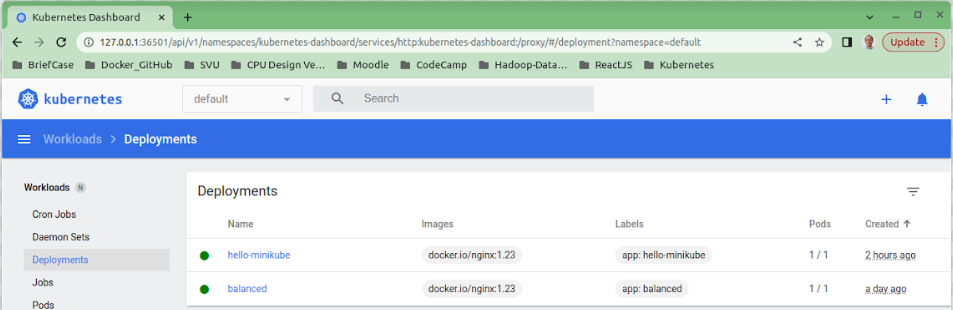 Kubernetes Dashboard
Update
127.0.0.1:36501/api/v1/namespaces/kubernetes-dashboard/services/http:kubernetes-dashboard:/proxy/#/deployment?namespace=default
BriefCase Docker_GitHub SVU CPU Design Ve... Moodle CodeCamp Hadoop-Data... ReactJS Kubernetes
kubernetes default Search
Workloads > Deployments
Workloads N
Cron Jobs
Daemon Sets
Deployments
Jobs
Pods
Deployments
Name Images Labels Pods Created
hello-minikube docker.io/nginx:1.23 app: hello-minikube 1 / 1 2 hours ago
balanced docker.io/nginx:1.23 app: balanced 1 / 1 a day ago